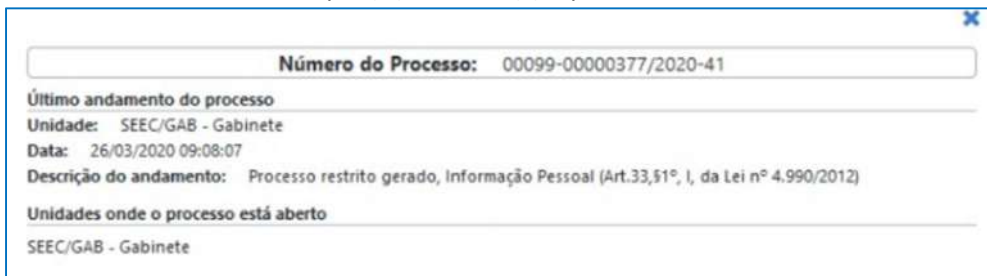 Número do Processo: 00099-00000377/2020-41
Último andamento do processo
Unidade: SEEC/GAB - Gabinete
Data: 26/03/2020 09:08:07
Descrição do andamento: Processo restrito gerado, Informação Pessoal (Art.33,§1º, I, da Lei nº 4.990/2012)
Unidades onde o processo está aberto
SEEC/GAB - Gabinete